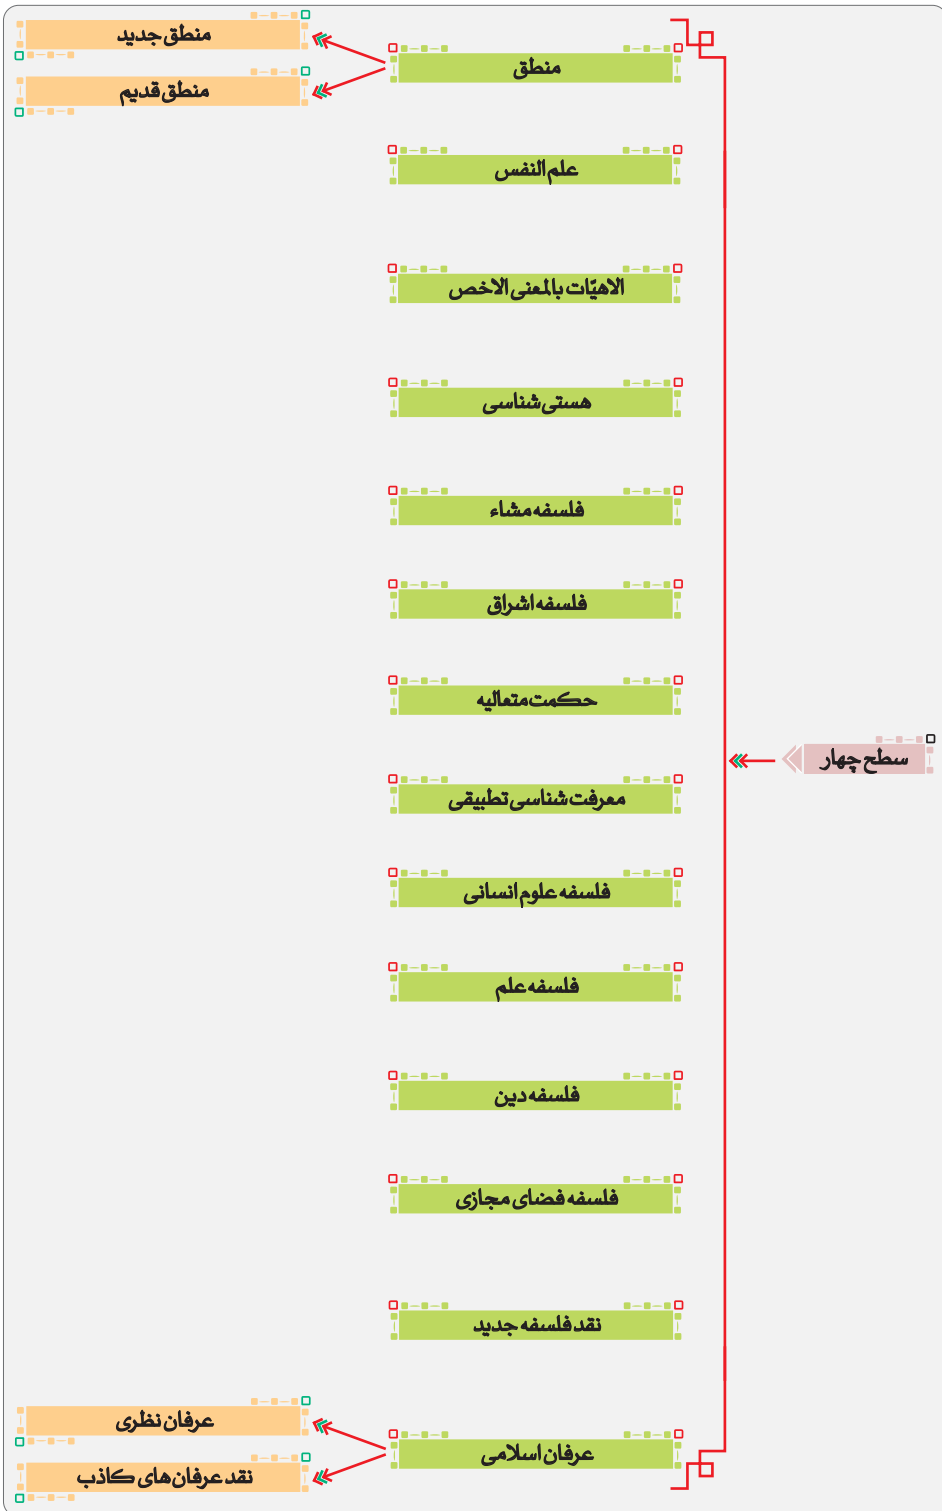 سطح چهار
منطق
منطق جدید
منطق قدیم
علم النفس
الاهیّات بالمعنی الاخص
هستی شناسی
فلسفه مشاء
فلسفه اشراق
حکمت متعالیه
معرفت شناسی تطبیقی
فلسفه علوم انسانی
فلسفه علم
فلسفه دین
فلسفه فضای مجازی
نقد فلسفه جدید
عرفان اسلامی
عرفان نظری
نقد عرفان های کاذب